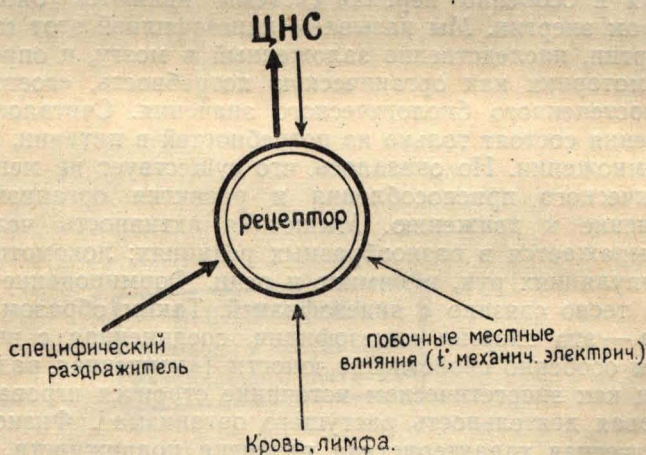 ЦНС
рецептор
специфический
раздражитель
побочные местные
влияния (t°, механич. электрич.)
Кровь, лимфа.